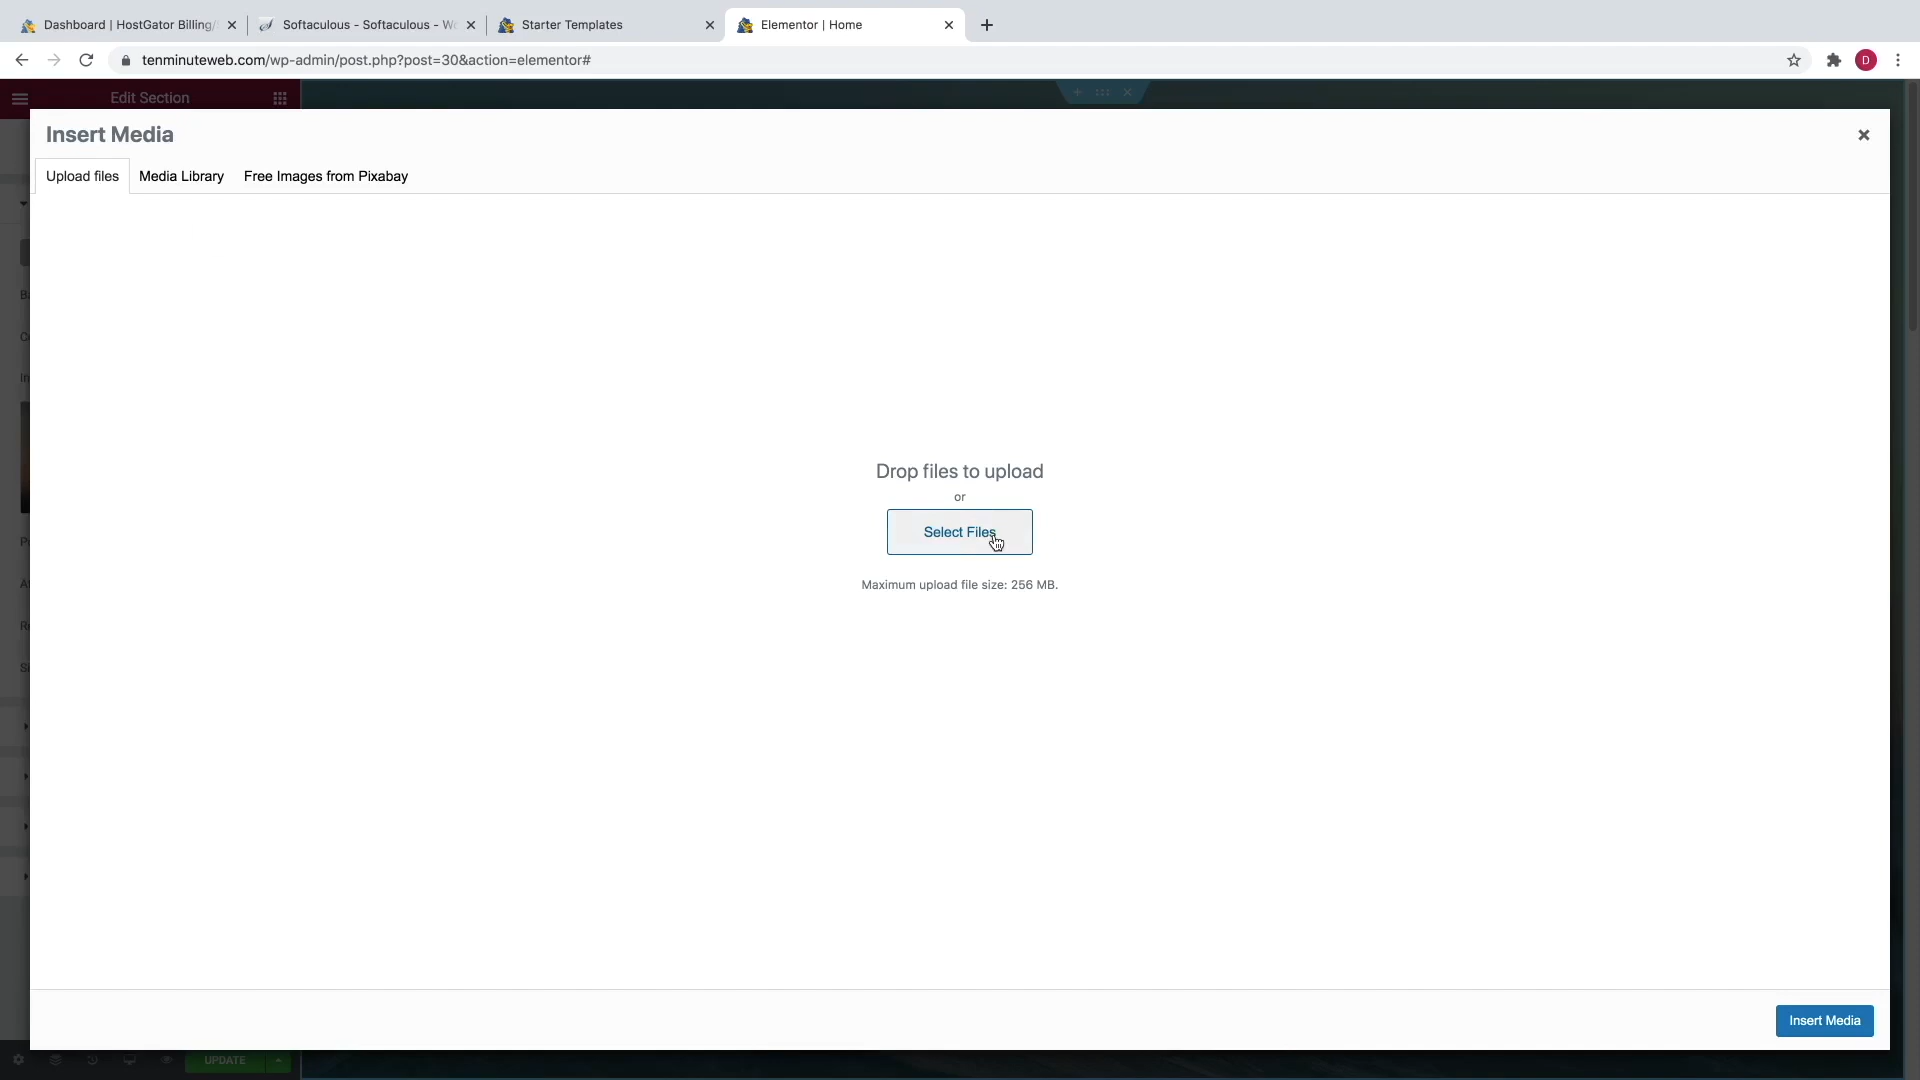 Dashboard | HostGator Billing/
Softaculous - Softaculous - Wo
Starter Templates
Elementor | Home
tenminuteweb.com/wp-admin/post.php?post=30&action=elementor#
D
Edit Section
Insert Media
Upload files
Media Library
Free Images from Pixabay
Drop files to upload
or
Select Files
Maximum upload file size: 256 MB.
Insert Media
UPDATE